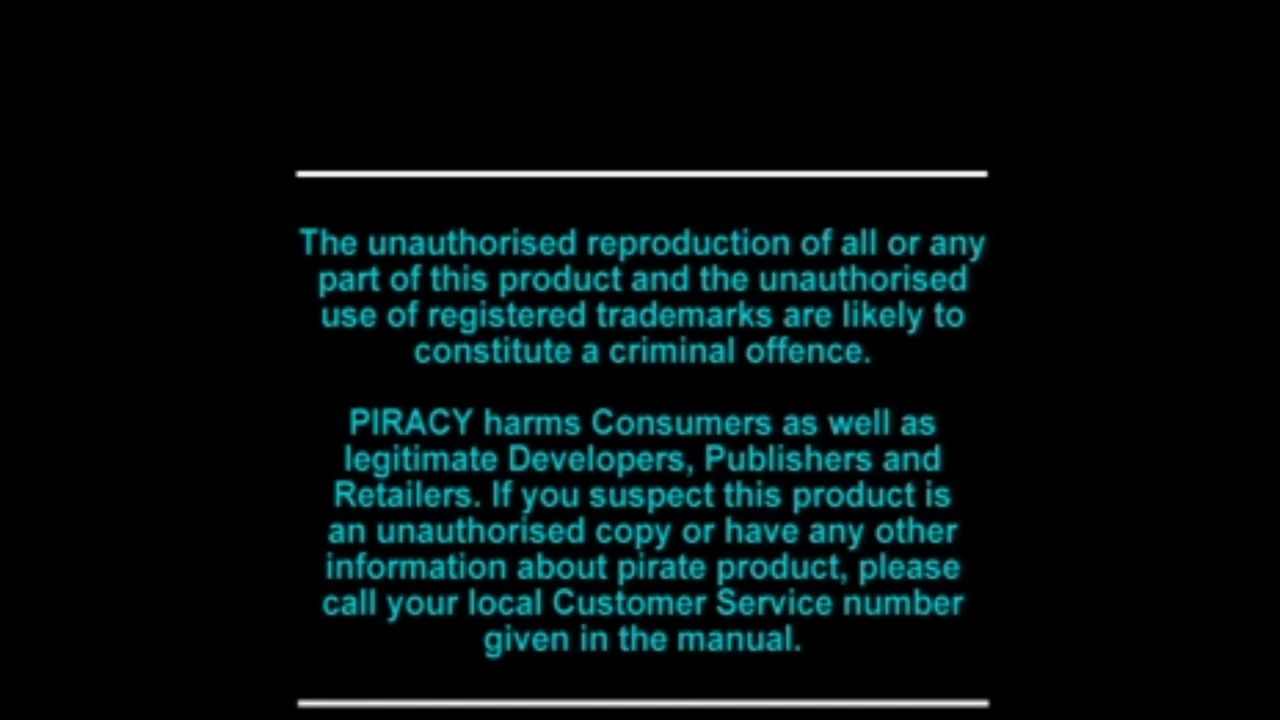 The unauthorised reproduction of all or any
part of this product and the unauthorised
use of registered trademarks are likely to
constitute a criminal offence.
PIRACY harms Consumers as well as
legitimate Developers, Publishers and
Retailers. If you suspect this product is
an unauthorised copy or have any other
information about pirate product, please
call your local Customer Service number
given in the manual.